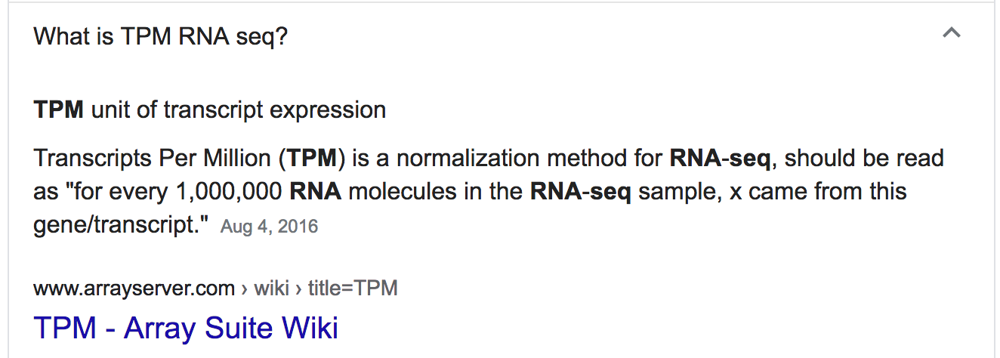 What is TPM RNA seq?
TPM unit of transcript expression
Transcripts Per Million (TPM) is a normalization method for RNA-seq, should be read
as "for every 1,000,000 RNA molecules in the RNA-seq sample, x came from this
gene/transcript." Aug 4, 2016
www.arrayserver.com › wiki › title=TPM
TPM - Array Suite Wiki